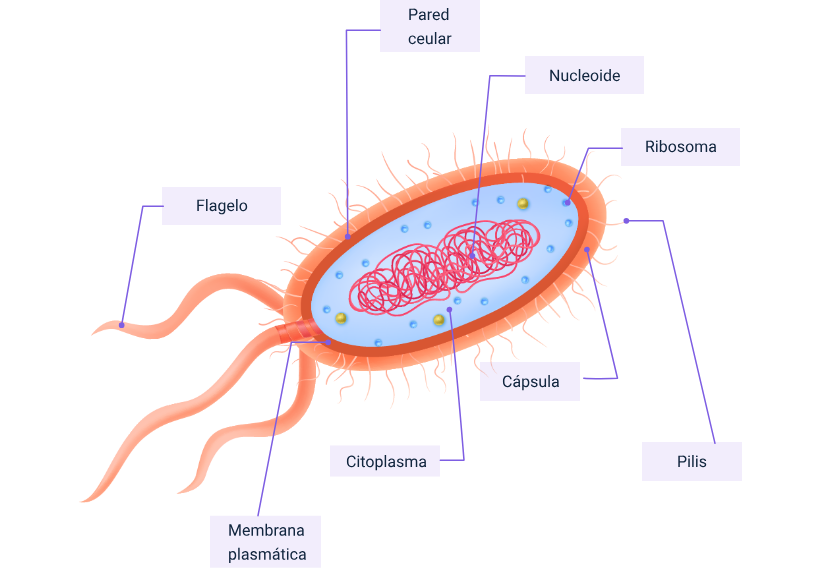 Pared
ceular
Nucleoide
Ribosoma
Flagelo
Cápsula
Citoplasma
Pilis
Membrana
plasmática